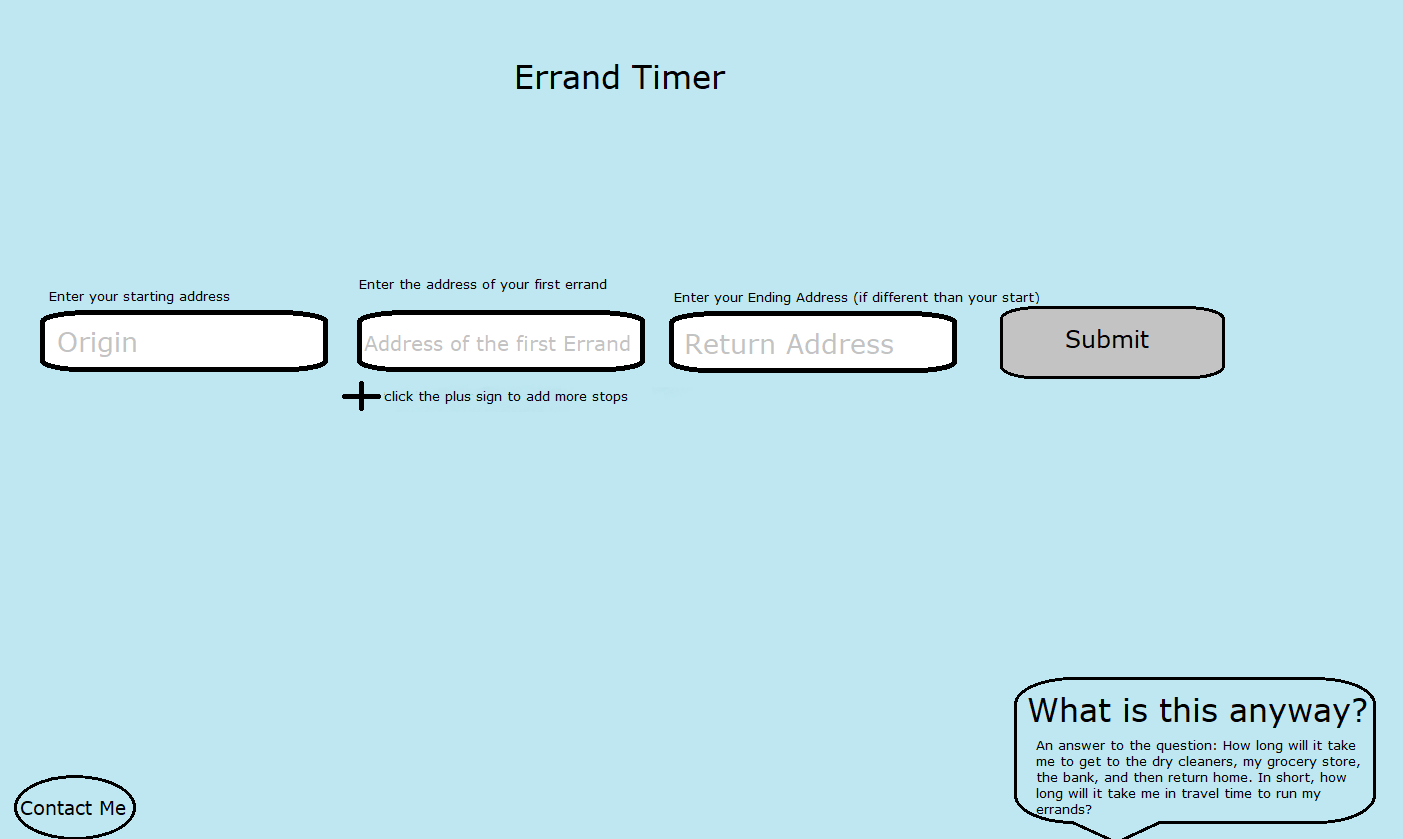 Errand Timer
Enter your starting address
Enter the address of your first errand
Enter your Ending Address (if different than your start)
Origin
Address of the first Errand
Return Address
Submit
click the plus sign to add more stops
What is this anyway?
An answer to the question: How long will it take
me to get to the dry cleaners, my grocery store,
the bank, and then return home. In short, how
long will it take me in travel time to run my
errands?
Contact Me